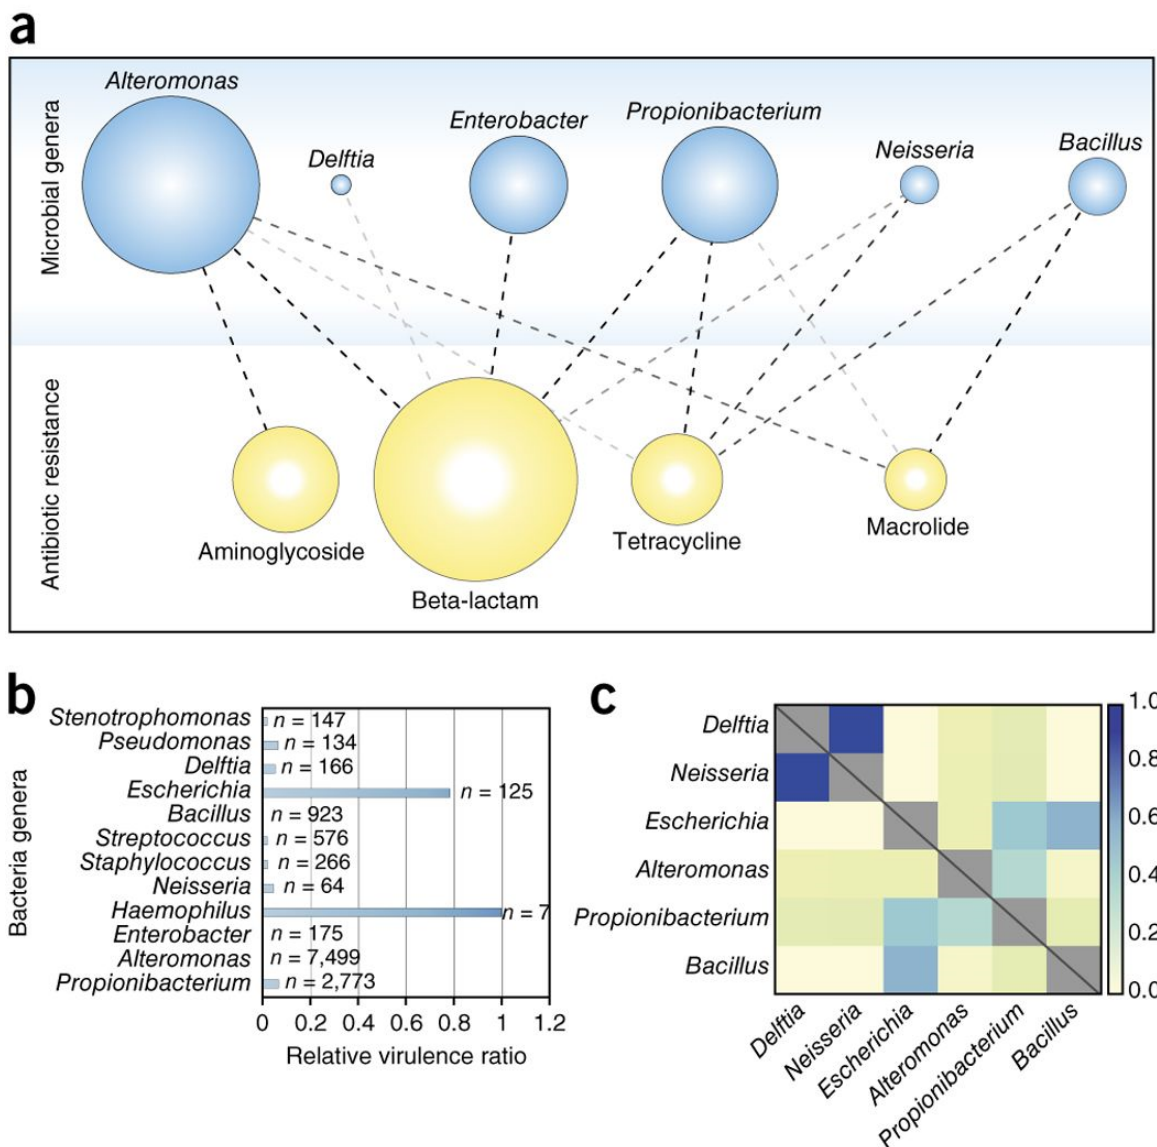 a
Microbial genera
Alteromonas
Delftia
Enterobacter
Propionibacterium
Neisseria
Bacillus
Antibiotic resistance
Aminoglycoside
Beta-lactam
Tetracycline
Macrolide
b
Bacteria genera
Stenotrophomonas n = 147
Pseudomonas n = 134
Delftia n = 166
Escherichia n = 125
Bacillus n = 923
Streptococcus n = 576
Staphylococcus n = 266
Neisseria n = 64
Haemophilus n = 7
Enterobacter n = 175
Alteromonas n = 7,499
Propionibacterium n = 2,773
0 0.2 0.4 0.6 0.8 1 1.2
Relative virulence ratio
c
Delftia
Neisseria
Escherichia
Alteromonas
Propionibacterium
Bacillus
Delftia
Neisseria
Escherichia
Alteromonas
Propionibacterium
Bacillus
1.0
0.8
0.6
0.4
0.2
0.0